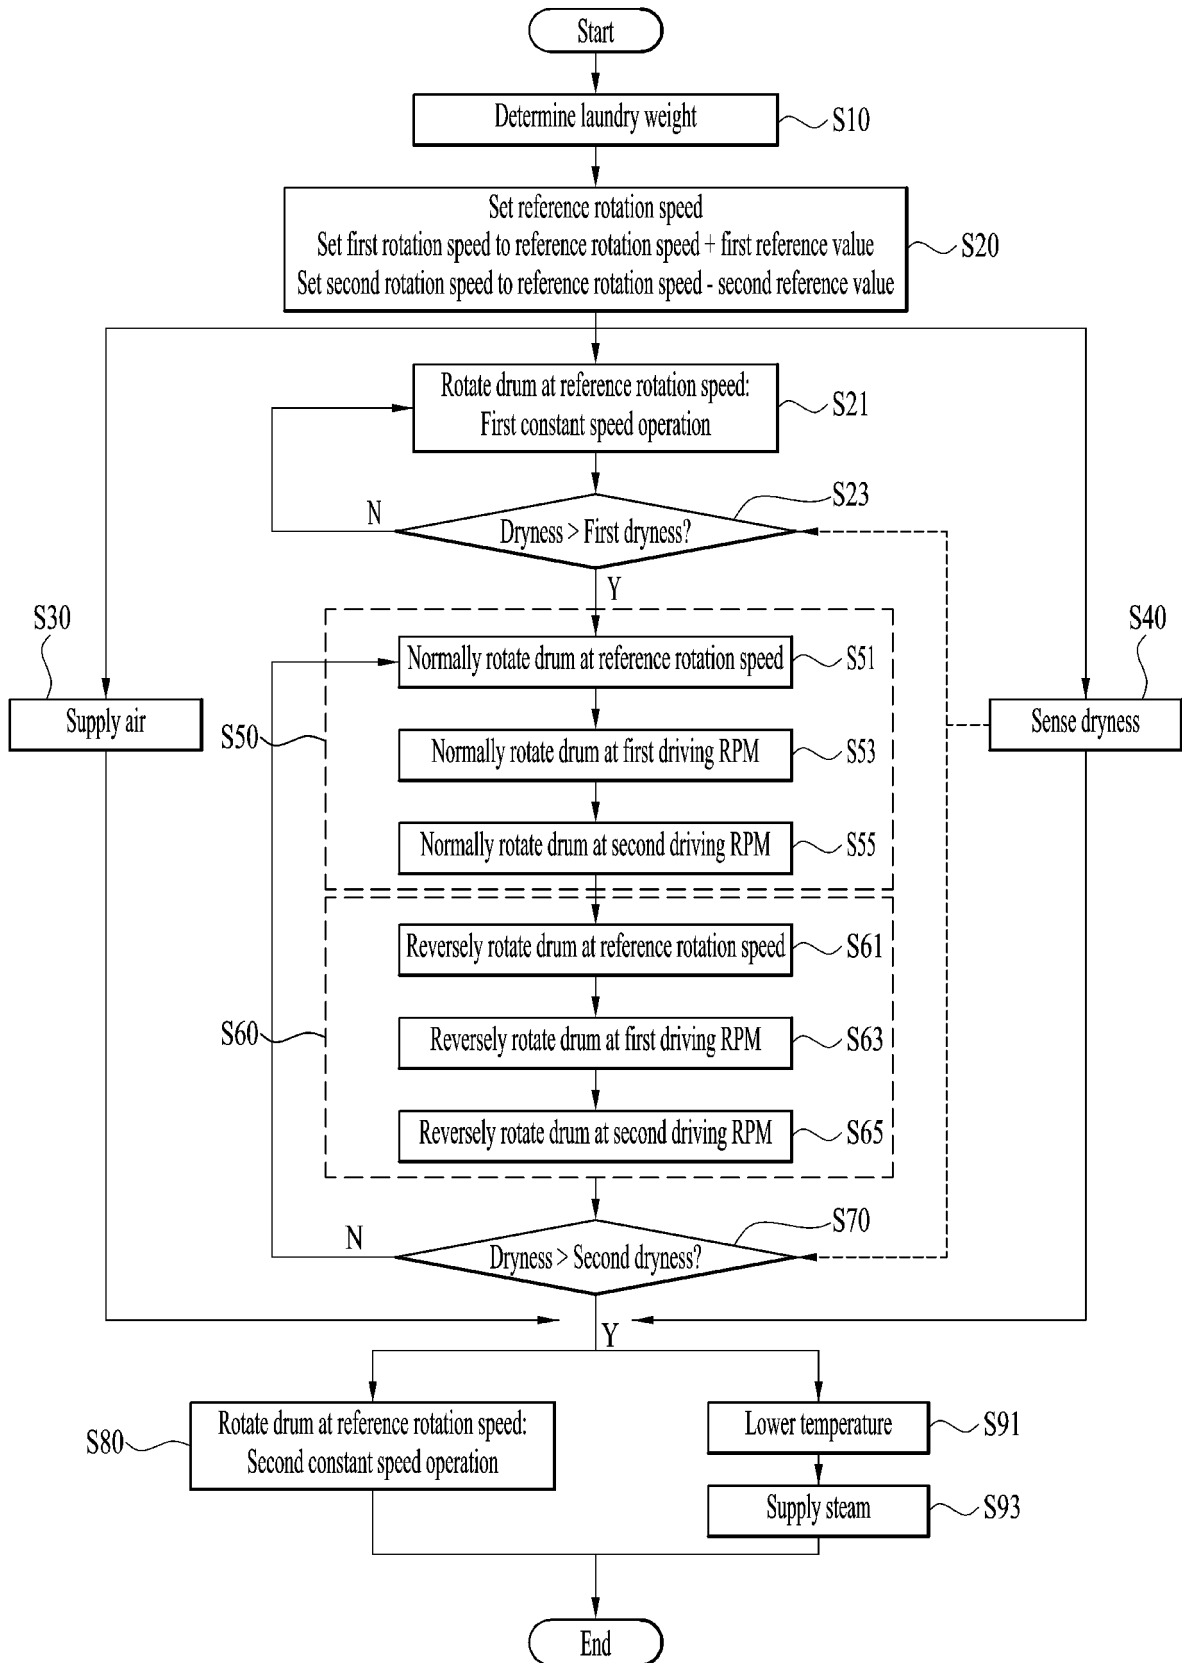 Start
Determine laundry weight
S10
Set reference rotation speed
Set first rotation speed to reference rotation speed + first reference value
Set second rotation speed to reference rotation speed - second reference value
S20
Rotate drum at reference rotation speed:
First constant speed operation
S21
S23
N
Dryness > First dryness?
Y
S30
S40
Normally rotate drum at reference rotation speed
S51
Supply air
Sense dryness
S50
Normally rotate drum at first driving RPM
S53
Normally rotate drum at second driving RPM
S55
Reversely rotate drum at reference rotation speed
S61
S60
Reversely rotate drum at first driving RPM
S63
Reversely rotate drum at second driving RPM
S65
S70
N
Dryness > Second dryness?
Y
S80
Rotate drum at reference rotation speed:
Second constant speed operation
Lower temperature
S91
Supply steam
S93
End